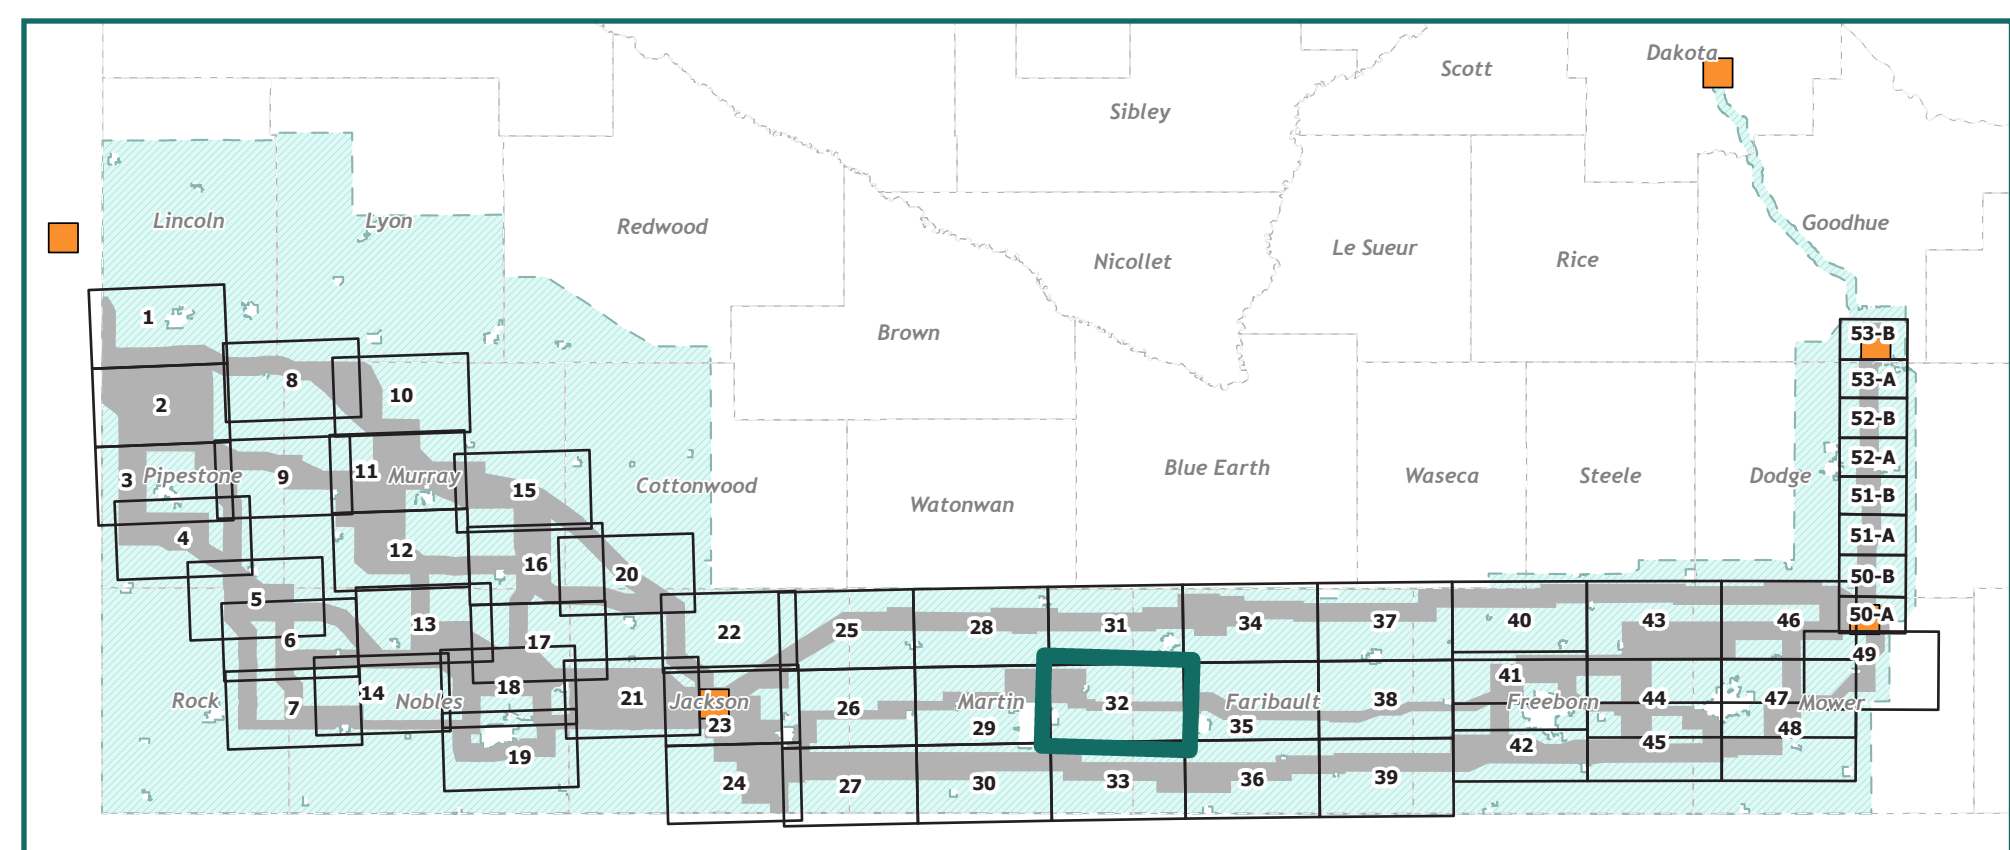 Dakota
Scott
Sibley
Lincoln
Lyon
Redwood
Goodhue
Le Sueur
Rice
Nicollet
1
Brown
53-B
8
53-A
10
2
52-B
52-A
Blue Earth
11
Pipestone
Murray
9
Waseca
Steele
Dodge
3
Cottonwood
15
51-B
Watonwan
51-A
4
12
16
20
50-B
5
50-A
40
43
46
37
13
34
31
28
25
22
6
17
49
41
18
14
Rock
Nobles
7
21
Jackson
26
Martin
32
Faribault
38
Freeborn
44
47
Mower
23
29
35
48
42
45
19
24
27
30
33
36
39